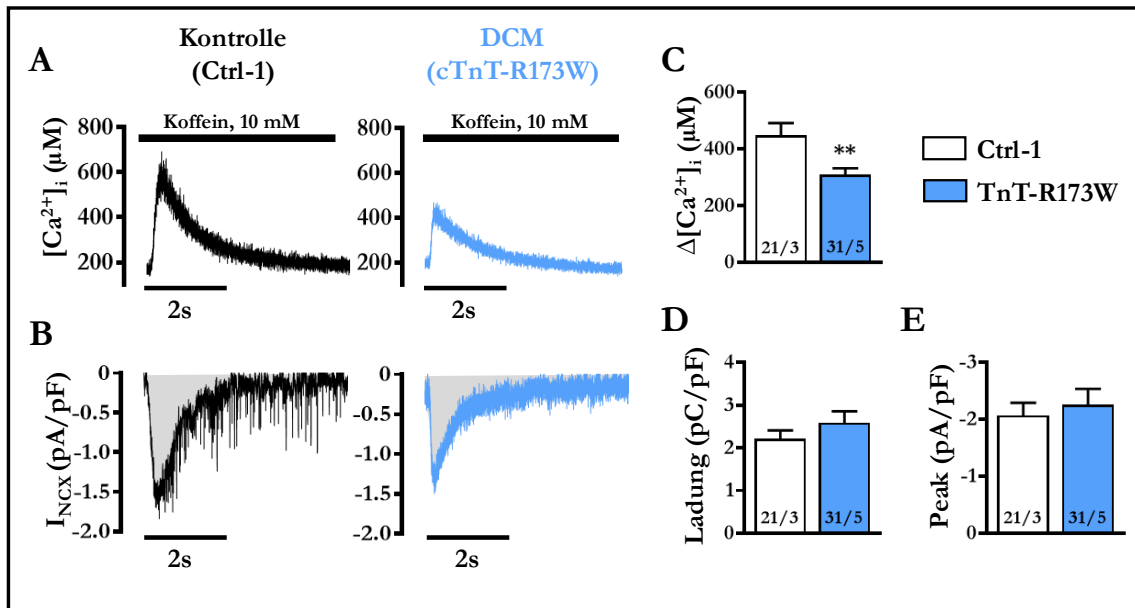 A
Kontrolle
(Ctrl-1)
DCM
(cTnT-R173W)
[Ca²⁺]ᵢ (µM)
800
600
400
200
Koffein, 10 mM
2s
800
600
400
200
Koffein, 10 mM
2s
B
I_NCX (pA/pF)
0
-0.5
-1.0
-1.5
-2.0
2s
0
-0.5
-1.0
-1.5
-2.0
2s
C
Δ[Ca²⁺]ᵢ (µM)
600
400
200
0
**
21/3
31/5
Ctrl-1
TnT-R173W
D
Ladung (pC/pF)
4
3
2
1
0
21/3
31/5
E
Peak (pA/pF)
-3
-2
-1
0
21/3
31/5